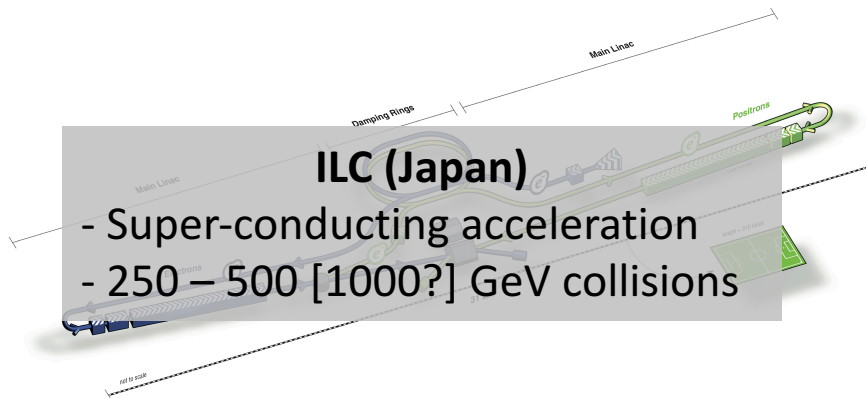 Main Linac
Damping Rings
Positrons
Main Linac
ILC (Japan)
- Super-conducting acceleration
- 250 – 500 [1000?] GeV collisions
not to scale